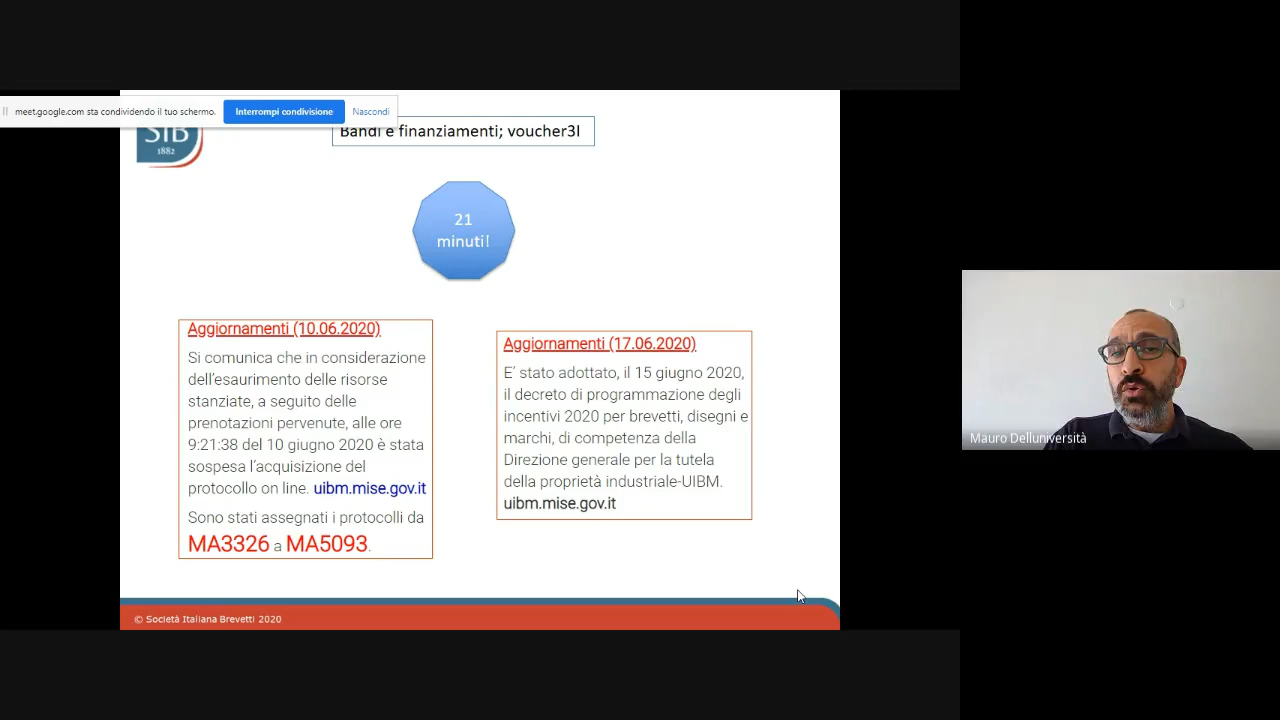 meet.google.com sta condividendo il tuo schermo.
Interrompi condivisione
Nascondi
SIB
1882
Bandi e finanziamenti; voucher3I
21
minuti!
Aggiornamenti (10.06.2020)
Si comunica che in considerazione
dell'esaurimento delle risorse
stanziate, a seguito delle
prenotazioni pervenute, alle ore
9:21:38 del 10 giugno 2020 è stata
sospesa l'acquisizione del
protocollo on line. uibm.mise.gov.it
Sono stati assegnati i protocolli da
MA3326 a MA5093.
Aggiornamenti (17.06.2020)
E' stato adottato, il 15 giugno 2020,
il decreto di programmazione degli
incentivi 2020 per brevetti, disegni e
marchi, di competenza della
Direzione generale per la tutela
della proprietà industriale-UIBM.
uibm.mise.gov.it
Mauro Delluniversità
© Società Italiana Brevetti 2020